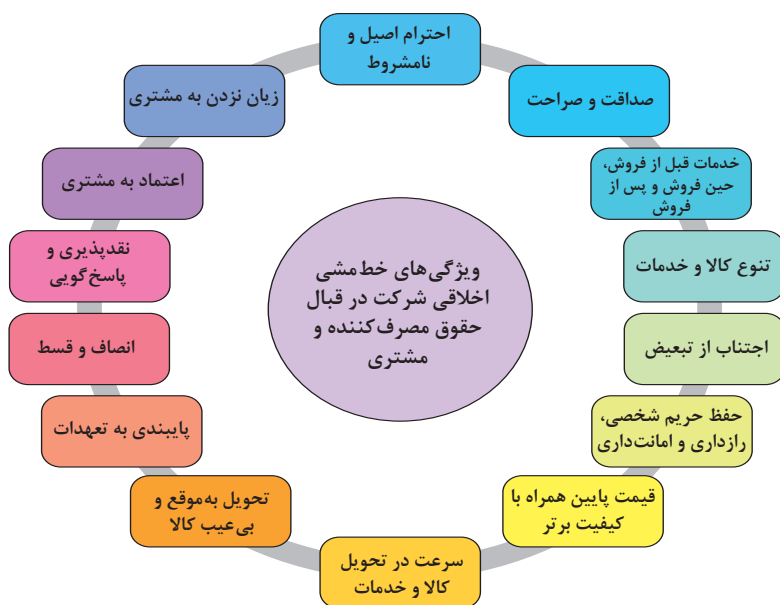 احترام اصیل و
نامشروط
صداقت و صراحت
خدمات قبل از فروش،
حین فروش و پس از
فروش
تنوع کالا و خدمات
اجتناب از تبعیض
حفظ حریم شخصی،
رازداری و امانت‌داری
قیمت پایین همراه با
کیفیت برتر
سرعت در تحویل
کالا و خدمات
تحویل به‌موقع و
بی‌عیب کالا
پایبندی به تعهدات
انصاف و قسط
نقدپذیری و
پاسخ‌گویی
اعتماد به مشتری
زیان نزدن به مشتری
ویژگی‌های خط‌مشی
اخلاقی شرکت در قبال
حقوق مصرف‌کننده و
مشتری